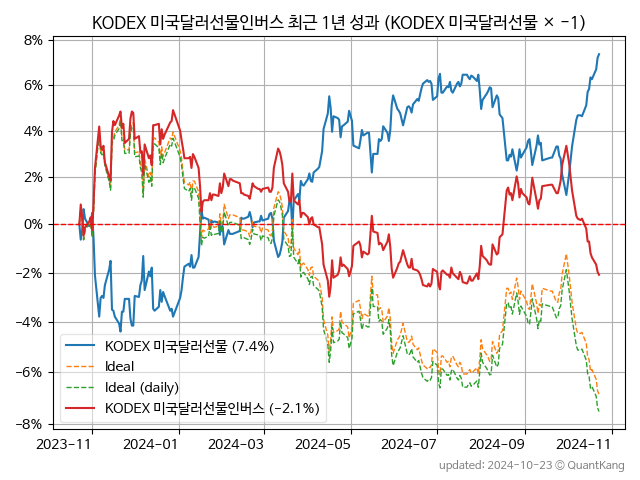 KODEX 미국달러선물인버스 최근 1년 성과 (KODEX 미국달러선물 × −1)
8%
6%
4%
2%
0%
−2%
−4%
−6%
−8%
KODEX 미국달러선물 (7.4%)
Ideal
Ideal (daily)
KODEX 미국달러선물인버스 (−2.1%)
2023-11 2024-01 2024-03 2024-05 2024-07 2024-09 2024-11
updated: 2024-10-23 © QuantKang